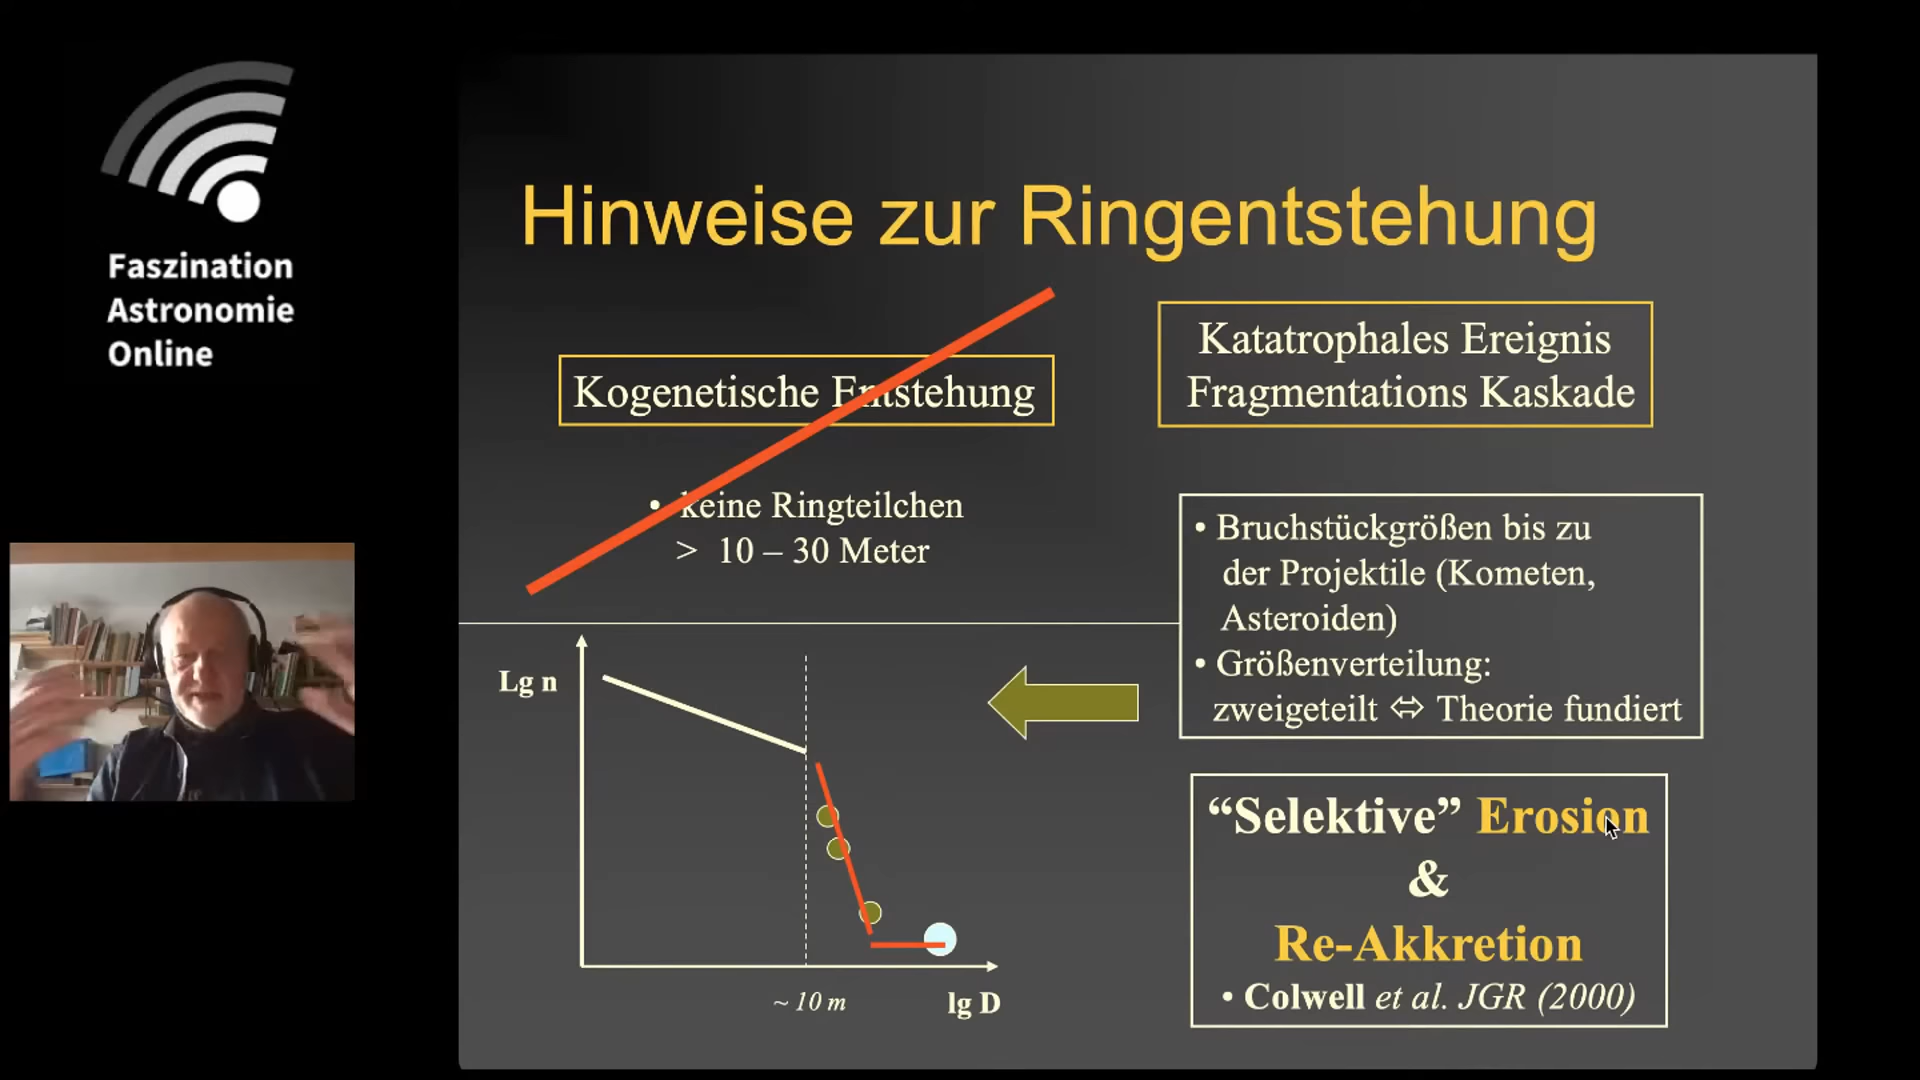 Faszination
Astronomie
Online
Hinweise zur Ringentstehung
Kogenetische Entstehung
• keine Ringteilchen
> 10 – 30 Meter
Katatrophales Ereignis
Fragmentations Kaskade
• Bruchstückgrößen bis zu
der Projektile (Kometen,
Asteroiden)
• Größenverteilung:
zweigeteilt ⇔ Theorie fundiert
Lg n
~ 10 m
lg D
“Selektive” Erosion
&
Re-Akkretion
• Colwell et al. JGR (2000)